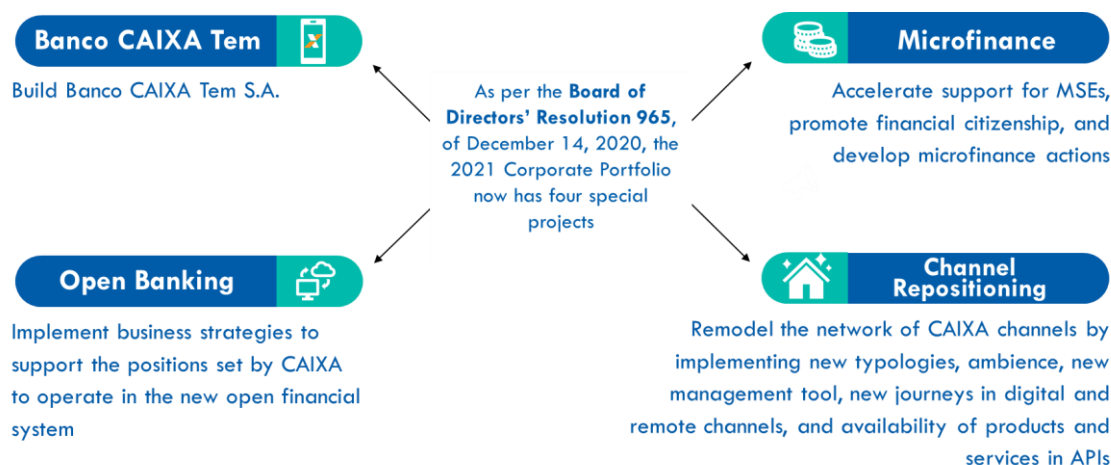 Banco CAIXA Tem
Build Banco CAIXA Tem S.A.
As per the Board of
Directors' Resolution 965,
of December 14, 2020, the
2021 Corporate Portfolio
now has four special
projects
Microfinance
Accelerate support for MSEs,
promote financial citizenship, and
develop microfinance actions
Open Banking
Implement business strategies to
support the positions set by CAIXA
to operate in the new open financial
system
Channel
Repositioning
Remodel the network of CAIXA channels by
implementing new typologies, ambience, new
management tool, new journeys in digital and
remote channels, and availability of products and
services in APIs